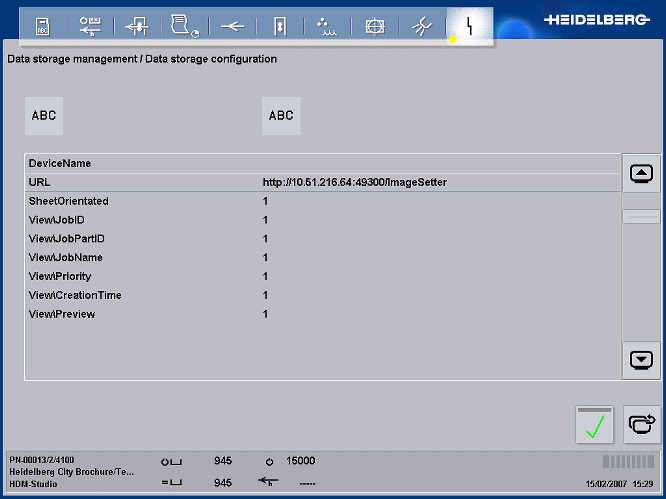 ABC
HEIDELBERG
Data storage management / Data storage configuration
ABC ABC
DeviceName
URL http://10.51.216.64:49300/ImageSetter
SheetOrientated 1
View\JobID 1
View\JobPartID 1
View\JobName 1
View\Priority 1
View\CreationTime 1
View\Preview 1
PN-00013/2/4100 945 15000
Heidelberg City Brochure/Te...
HDM-Studio 945 ----- 15/02/2007 15:29